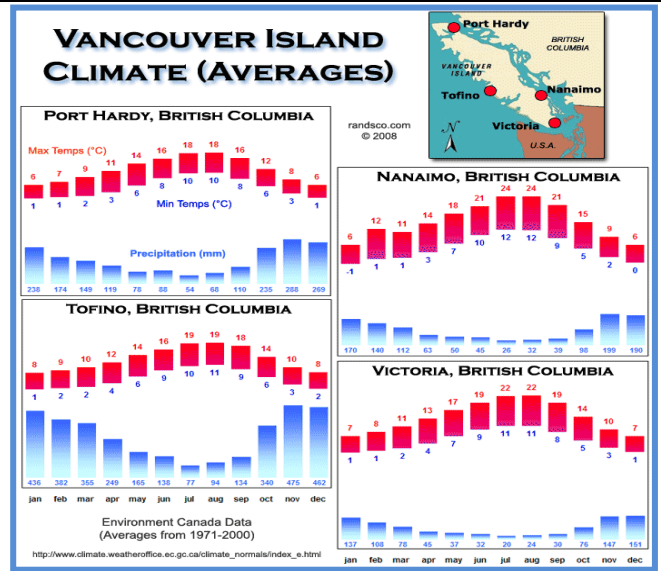 VANCOUVER ISLAND
CLIMATE (AVERAGES)
Port Hardy
BRITISH
COLUMBIA
VANCOUVER
ISLAND
Nanaimo
Tofino
Victoria
N
U.S.A.
randsco.com
© 2008
PORT HARDY, BRITISH COLUMBIA
Max Temps (°C)
6 7 9 11 14 16 18 18 16 12 8 6
1 1 2 3 6 8 10 10 8 6 3 1
Min Temps (°C)
Precipitation (mm)
238 174 149 119 78 88 54 68 110 235 288 269
NANAIMO, BRITISH COLUMBIA
6 12 11 14 18 21 24 24 21 15 9 6
-1 1 1 3 7 10 12 12 9 5 2 0
170 140 112 63 50 45 26 32 39 98 199 190
TOFINO, BRITISH COLUMBIA
8 9 10 12 14 16 19 19 18 14 10 8
1 2 2 4 6 9 10 11 9 6 3 2
436 382 355 249 165 138 77 94 134 340 475 462
jan feb mar apr may jun jul aug sep oct nov dec
VICTORIA, BRITISH COLUMBIA
7 8 11 13 17 19 22 22 19 14 10 7
1 1 2 4 7 9 11 11 8 5 3 1
137 108 78 45 37 32 20 24 30 76 147 151
jan feb mar apr may jun jul aug sep oct nov dec
Environment Canada Data
(Averages from 1971-2000)
http://www.climate.weatheroffice.ec.gc.ca/climate_normals/index_e.html